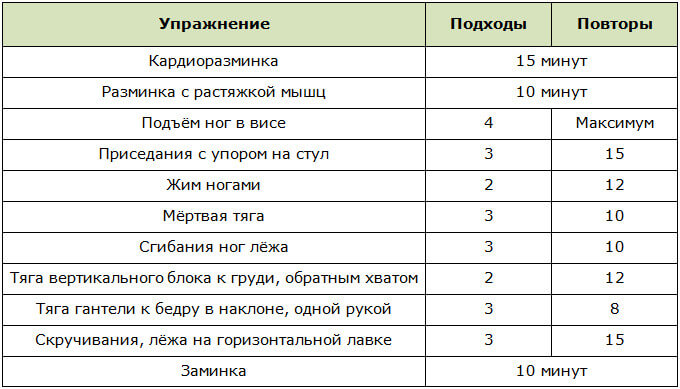 Упражнение Подходы Повторы
Кардиоразминка 15 минут
Разминка с растяжкой мышц 10 минут
Подъём ног в висе 4 Максимум
Приседания с упором на стул 3 15
Жим ногами 2 12
Мёртвая тяга 3 10
Сгибания ног лёжа 3 10
Тяга вертикального блока к груди, обратным хватом 2 12
Тяга гантели к бедру в наклоне, одной рукой 3 8
Скручивания, лёжа на горизонтальной лавке 3 15
Заминка 10 минут